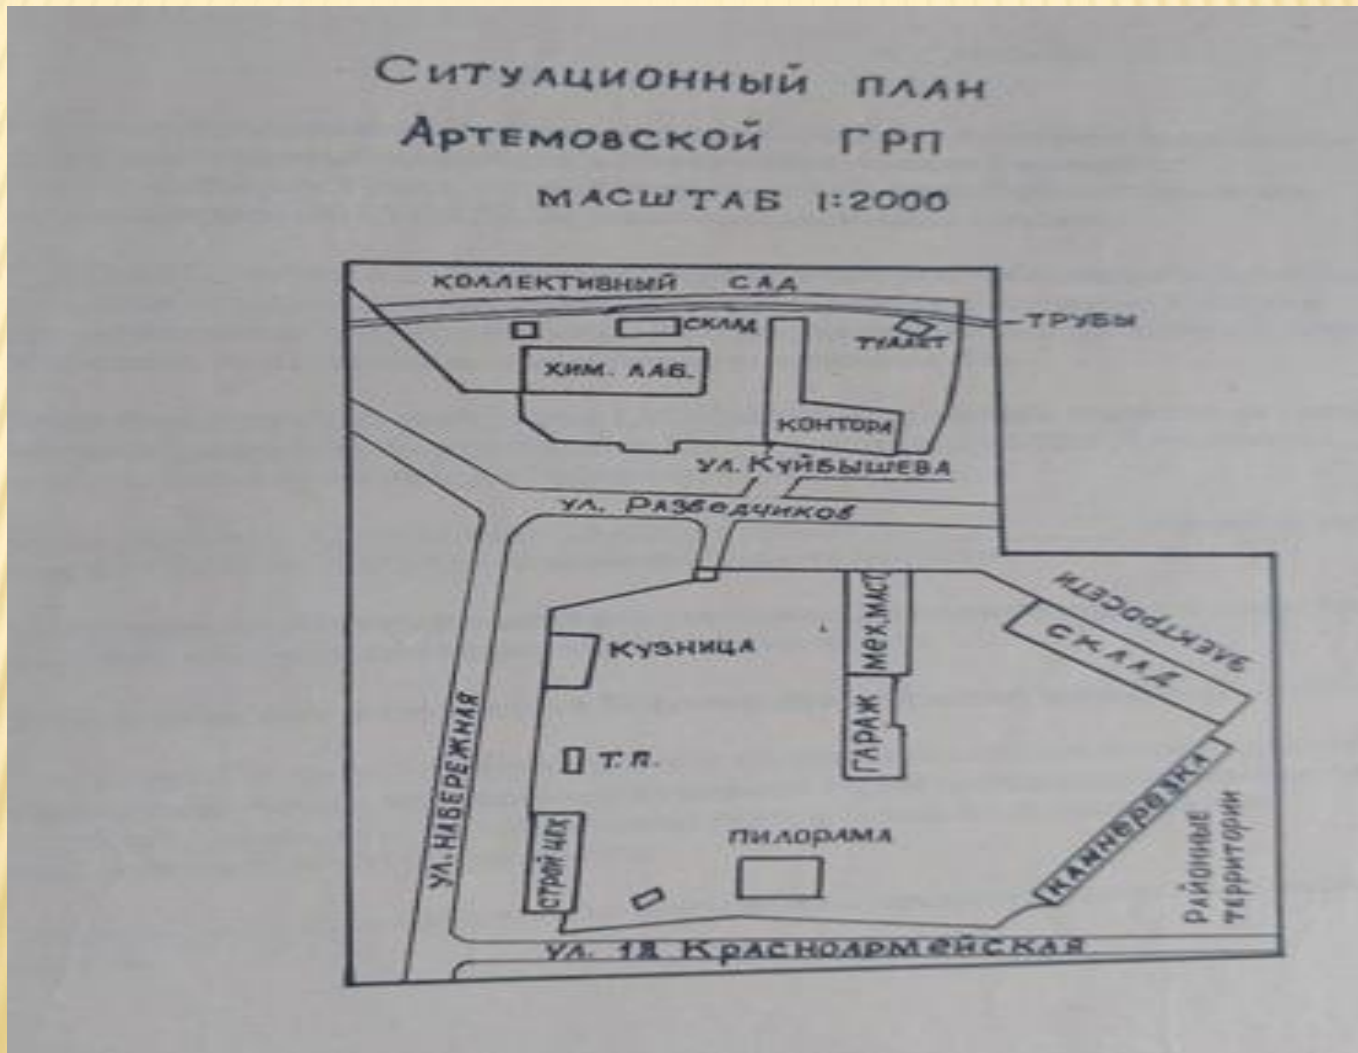 Ситуационный план
Артемовской ГРП
масштаб 1:2000
коллективный сад
трубы
склад
туалет
хим. лаб.
контора
ул. Куйбышева
ул. Разведчиков
электросети
мех. маст.
склад
кузница
гараж
ул. Набережная
Т.П.
камнерезка
пилорама
строй цех
Районные
территории
ул. 1я Красноармейская